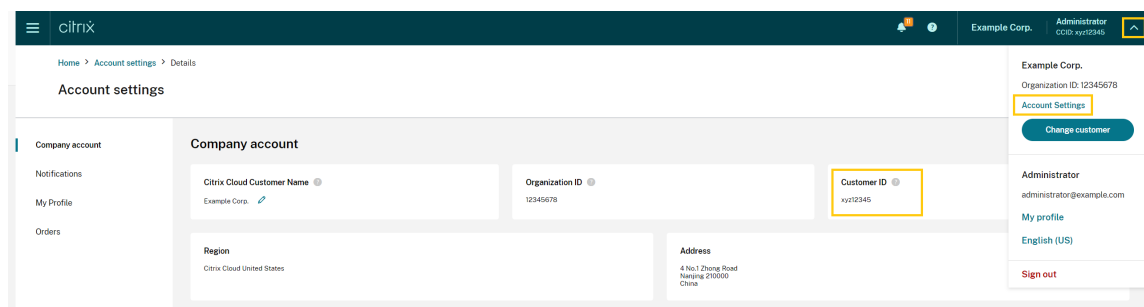 citrix
11
?
Example Corp.
Administrator
CCID: xyz12345
Home > Account settings > Details
Account settings
Example Corp.
Organization ID: 12345678
Account Settings
Change customer
Administrator
administrator@example.com
My profile
English (US)
Sign out
Company account
Notifications
My Profile
Orders
Company account
Citrix Cloud Customer Name ?
Example Corp.
Organization ID ?
12345678
Customer ID ?
xyz12345
Region
Citrix Cloud United States
Address
4 No.1 Zhong Road
Nanjing 210000
China